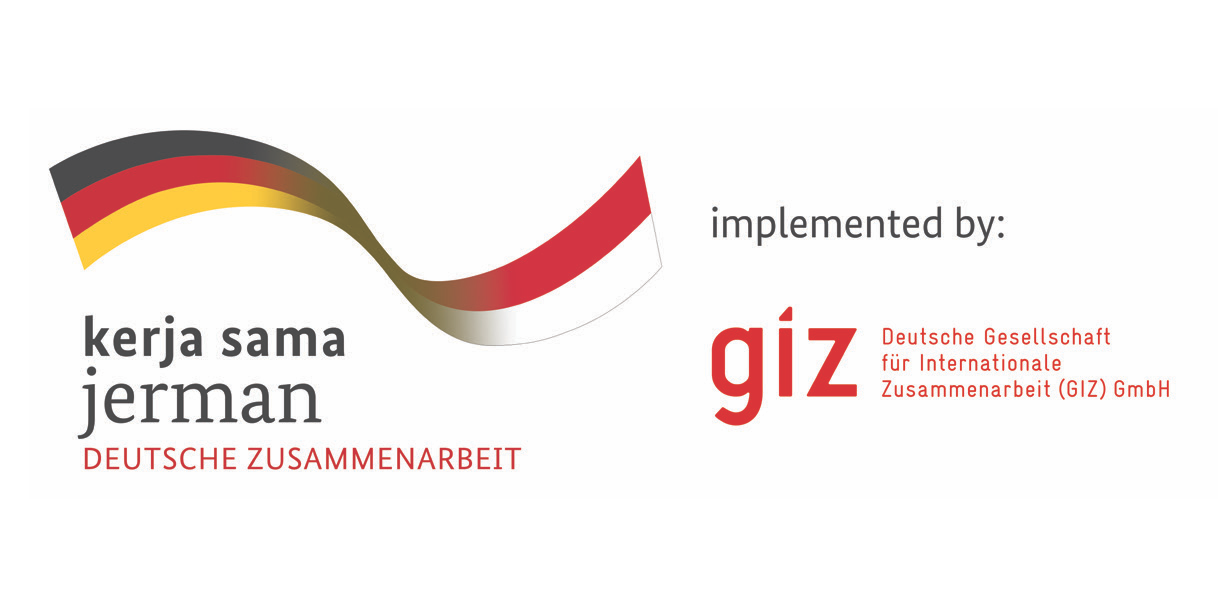 kerja sama
jerman
DEUTSCHE ZUSAMMENARBEIT
implemented by:
giz
Deutsche Gesellschaft
für Internationale
Zusammenarbeit (GIZ) GmbH